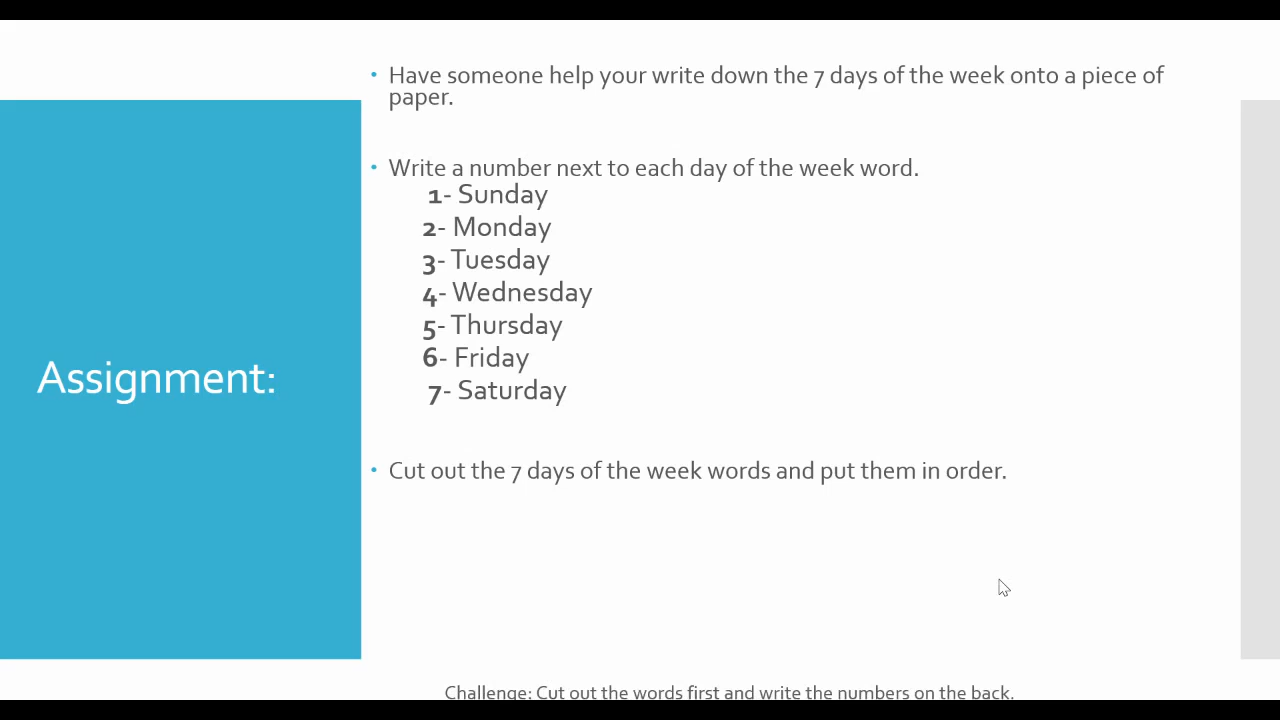 Assignment:
• Have someone help your write down the 7 days of the week onto a piece of
paper.
• Write a number next to each day of the week word.
1- Sunday
2- Monday
3- Tuesday
4- Wednesday
5- Thursday
6- Friday
7- Saturday
• Cut out the 7 days of the week words and put them in order.
Challenge: Cut out the words first and write the numbers on the back.